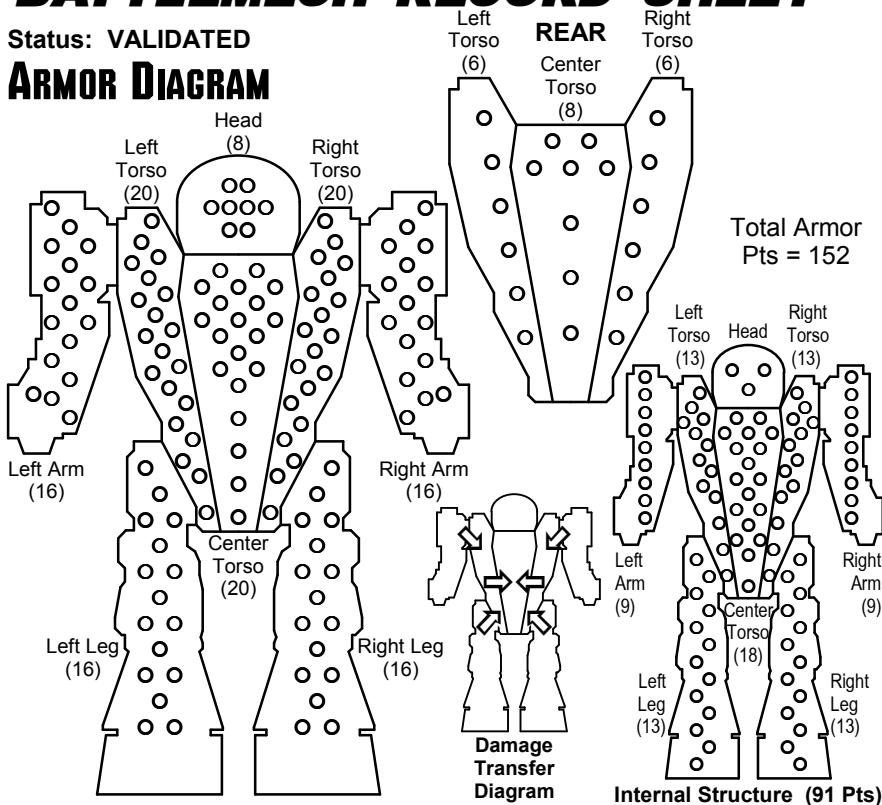 BATTLEMECH RECORD SHEET
Status: VALIDATED
ARMOR DIAGRAM
Head
(8)
Left
Torso
(20)
Right
Torso
(20)
Left Arm
(16)
Right Arm
(16)
Center
Torso
(20)
Left Leg
(16)
Right Leg
(16)
REAR
Left
Torso
(6)
Center
Torso
(8)
Right
Torso
(6)
Total Armor
Pts = 152
Damage
Transfer
Diagram
Left
Torso
(13)
Head
Right
Torso
(13)
Left
Arm
(9)
Right
Arm
(9)
Center
Torso
(18)
Left
Leg
(13)
Right
Leg
(13)
Internal Structure (91 Pts)